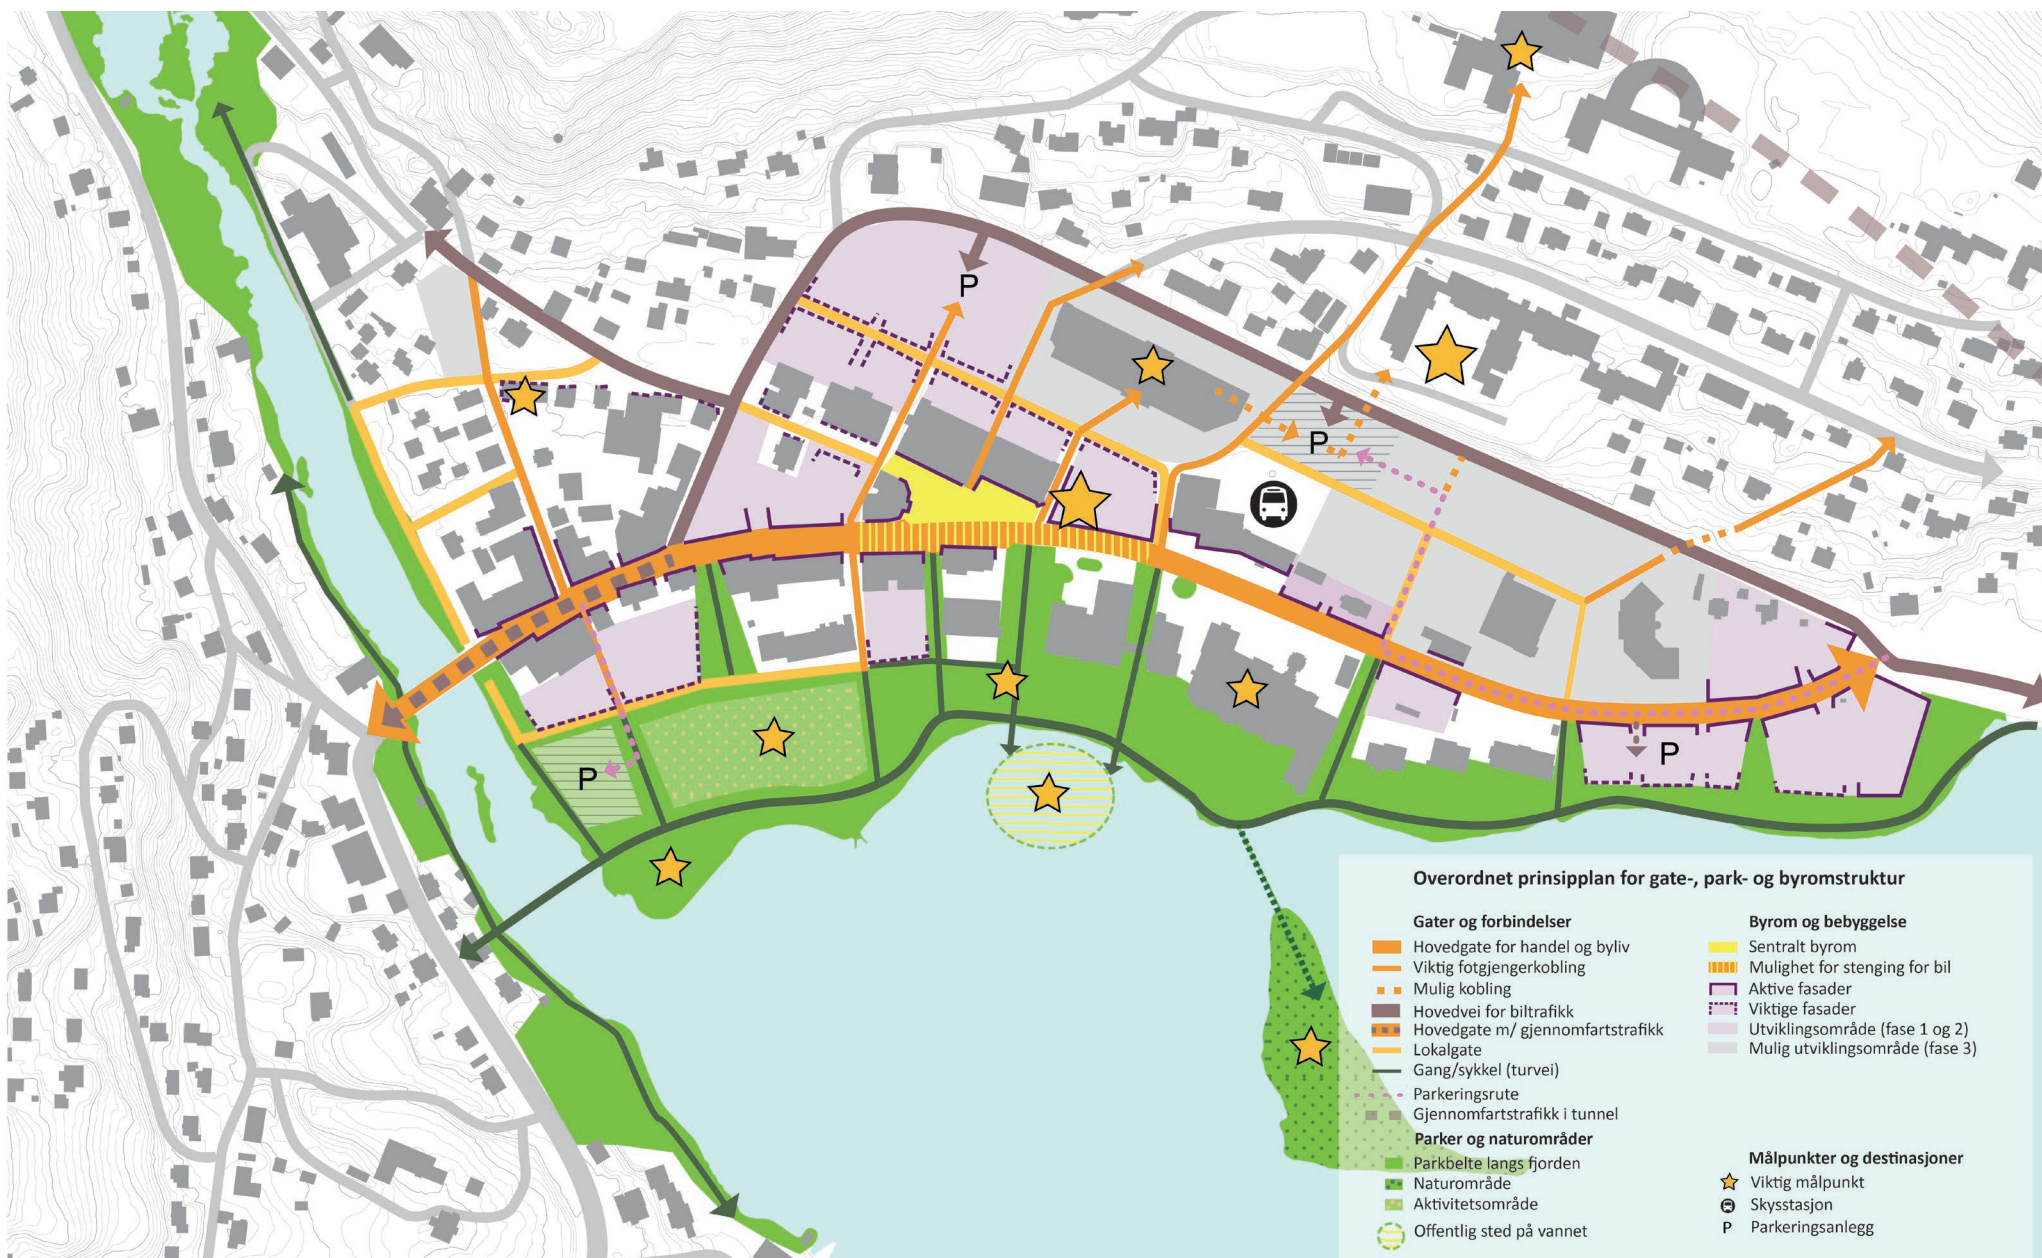 P
P
P
P
Overordnet prinsipplan for gate-, park- og byromstruktur
Gater og forbindelser
Hovedgate for handel og byliv
Viktig fotgjengerkobling
Mulig kobling
Hovedvei for biltrafikk
Hovedgate m/ gjennomfartstrafikk
Lokalgate
Gang/sykkel (turvei)
Parkeringsrute
Gjennomfartstrafikk i tunnel
Parker og naturområder
Parkbelte langs fjorden
Naturområde
Aktivitetsområde
Offentlig sted på vannet
Byrom og bebyggelse
Sentralt byrom
Mulighet for stenging for bil
Aktive fasader
Viktige fasader
Utviklingsområde (fase 1 og 2)
Mulig utviklingsområde (fase 3)
Målpunkter og destinasjoner
Viktig målpunkt
Skysstasjon
P Parkeringsanlegg